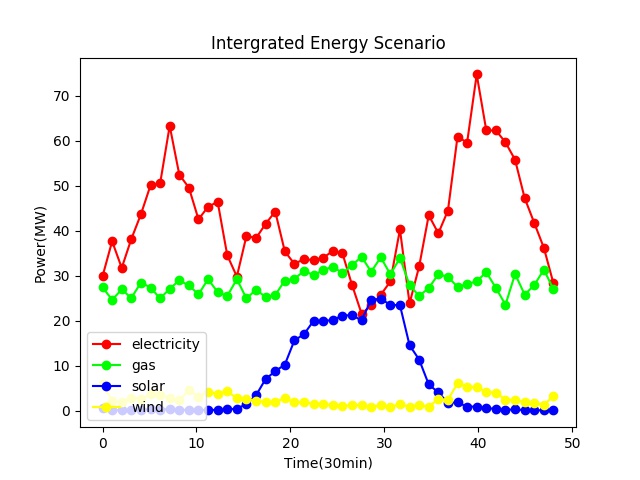 Intergrated Energy Scenario
Power(MW)
70
60
50
40
30
20
10
0
electricity
gas
solar
wind
0 10 20 30 40 50
Time(30min)